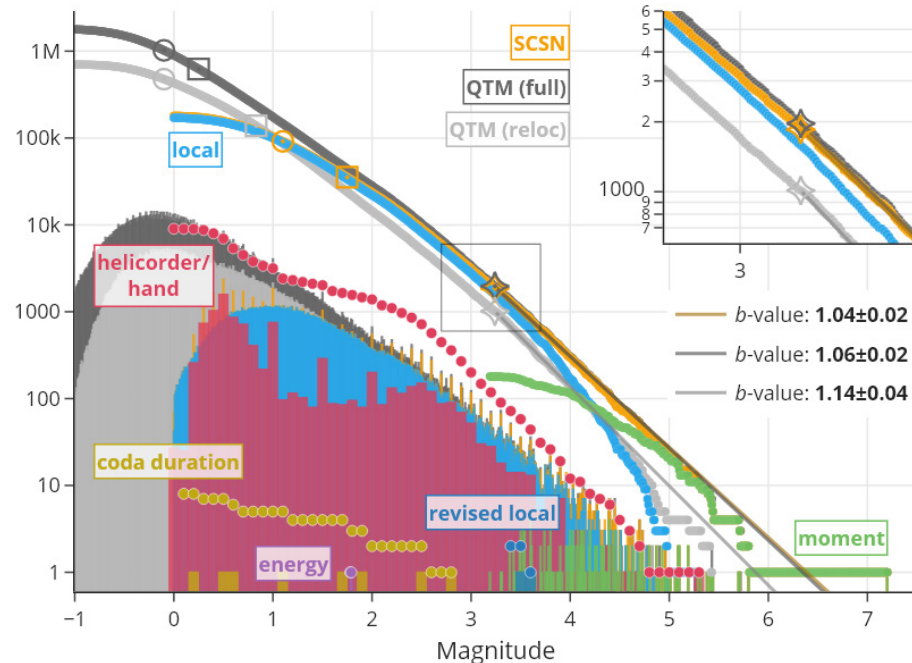 1M
100k
10k
1000
100
10
1
−1
0
1
2
3
4
5
6
7
Magnitude
SCSN
QTM (full)
QTM (reloc)
local
helicorder/
hand
coda duration
energy
revised local
moment
6
5
4
3
2
1000
9
8
7
3
b-value: 1.04±0.02
b-value: 1.06±0.02
b-value: 1.14±0.04